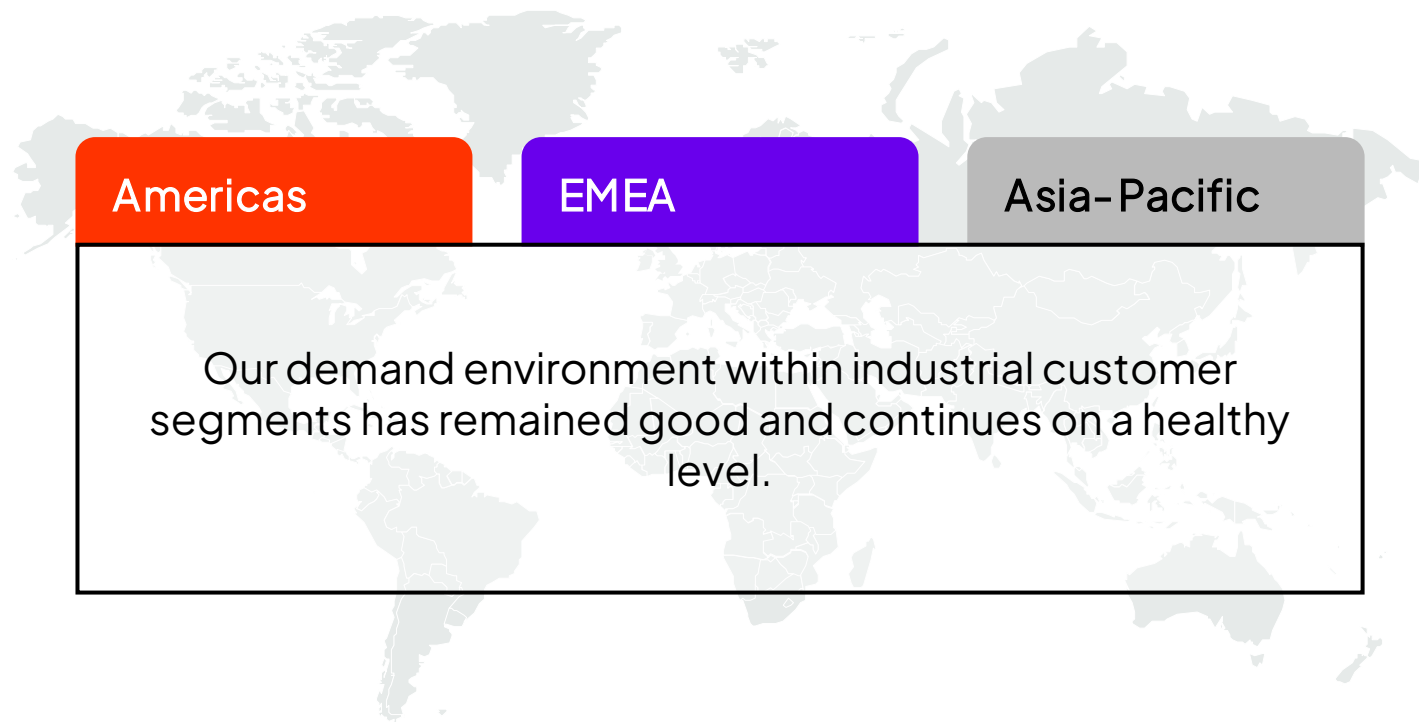 Americas
EMEA
Asia-Pacific
Our demand environment within industrial customer
segments has remained good and continues on a healthy
level.